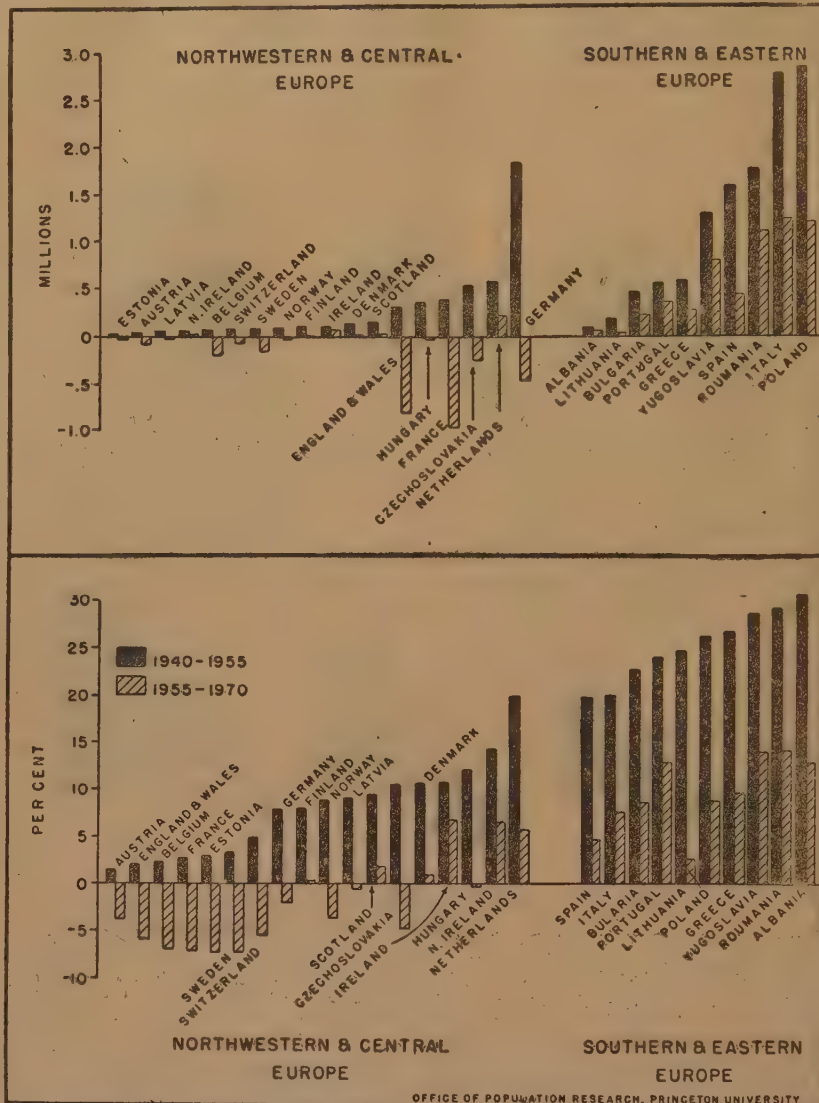 NORTHWESTERN & CENTRAL
EUROPE
SOUTHERN & EASTERN
EUROPE
MILLIONS
3.0
2.5
2.0
1.5
1.0
.5
0
-.5
-1.0
ESTONIA
AUSTRIA
LATVIA
N. IRELAND
BELGIUM
SWITZERLAND
SWEDEN
NORWAY
FINLAND
IRELAND
DENMARK
SCOTLAND
ENGLAND & WALES
HUNGARY
FRANCE
CZECHOSLOVAKIA
NETHERLANDS
GERMANY
ALBANIA
LITHUANIA
BULGARIA
PORTUGAL
GREECE
YUGOSLAVIA
SPAIN
ROUMANIA
ITALY
POLAND
PER CENT
30
25
20
15
10
5
0
-5
-10
1940-1955
1955-1970
AUSTRIA
ENGLAND & WALES
BELGIUM
FRANCE
ESTONIA
SWEDEN
SWITZERLAND
GERMANY
FINLAND
NORWAY
LATVIA
SCOTLAND
CZECHOSLOVAKIA
IRELAND
DENMARK
HUNGARY
N. IRELAND
NETHERLANDS
SPAIN
ITALY
BULGARIA
PORTUGAL
LITHUANIA
POLAND
GREECE
YUGOSLAVIA
ROUMANIA
ALBANIA
NORTHWESTERN & CENTRAL
EUROPE
SOUTHERN & EASTERN
EUROPE
OFFICE OF POPULATION RESEARCH, PRINCETON UNIVERSITY